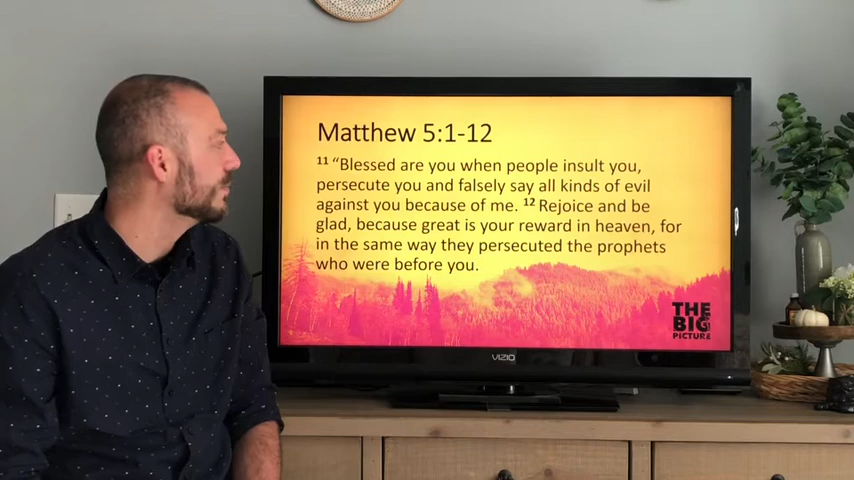 Matthew 5:1-12
11 “Blessed are you when people insult you,
persecute you and falsely say all kinds of evil
against you because of me. 12 Rejoice and be
glad, because great is your reward in heaven, for
in the same way they persecuted the prophets
who were before you.
THE
BIG
PICTURE
VIZIO